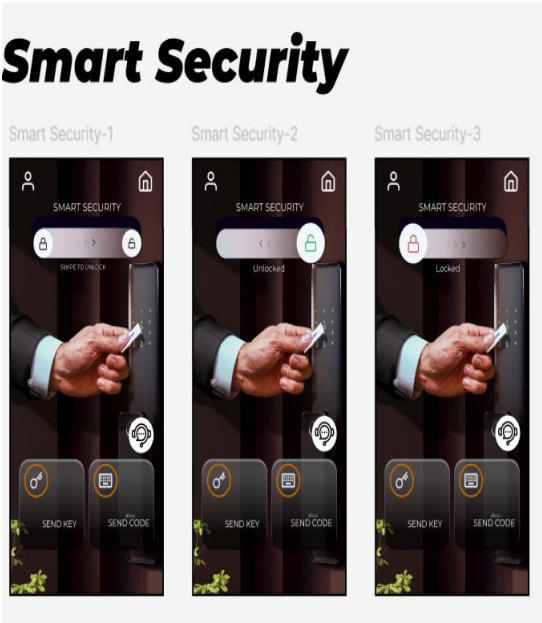 Smart Security
Smart Security-1
Smart Security-2
Smart Security-3
SMART SECURITY
SWIPE TO UNLOCK
SEND KEY
SEND CODE
SMART SECURITY
Unlocked
SEND KEY
SEND CODE
SMART SECURITY
Locked
SEND KEY
SEND CODE